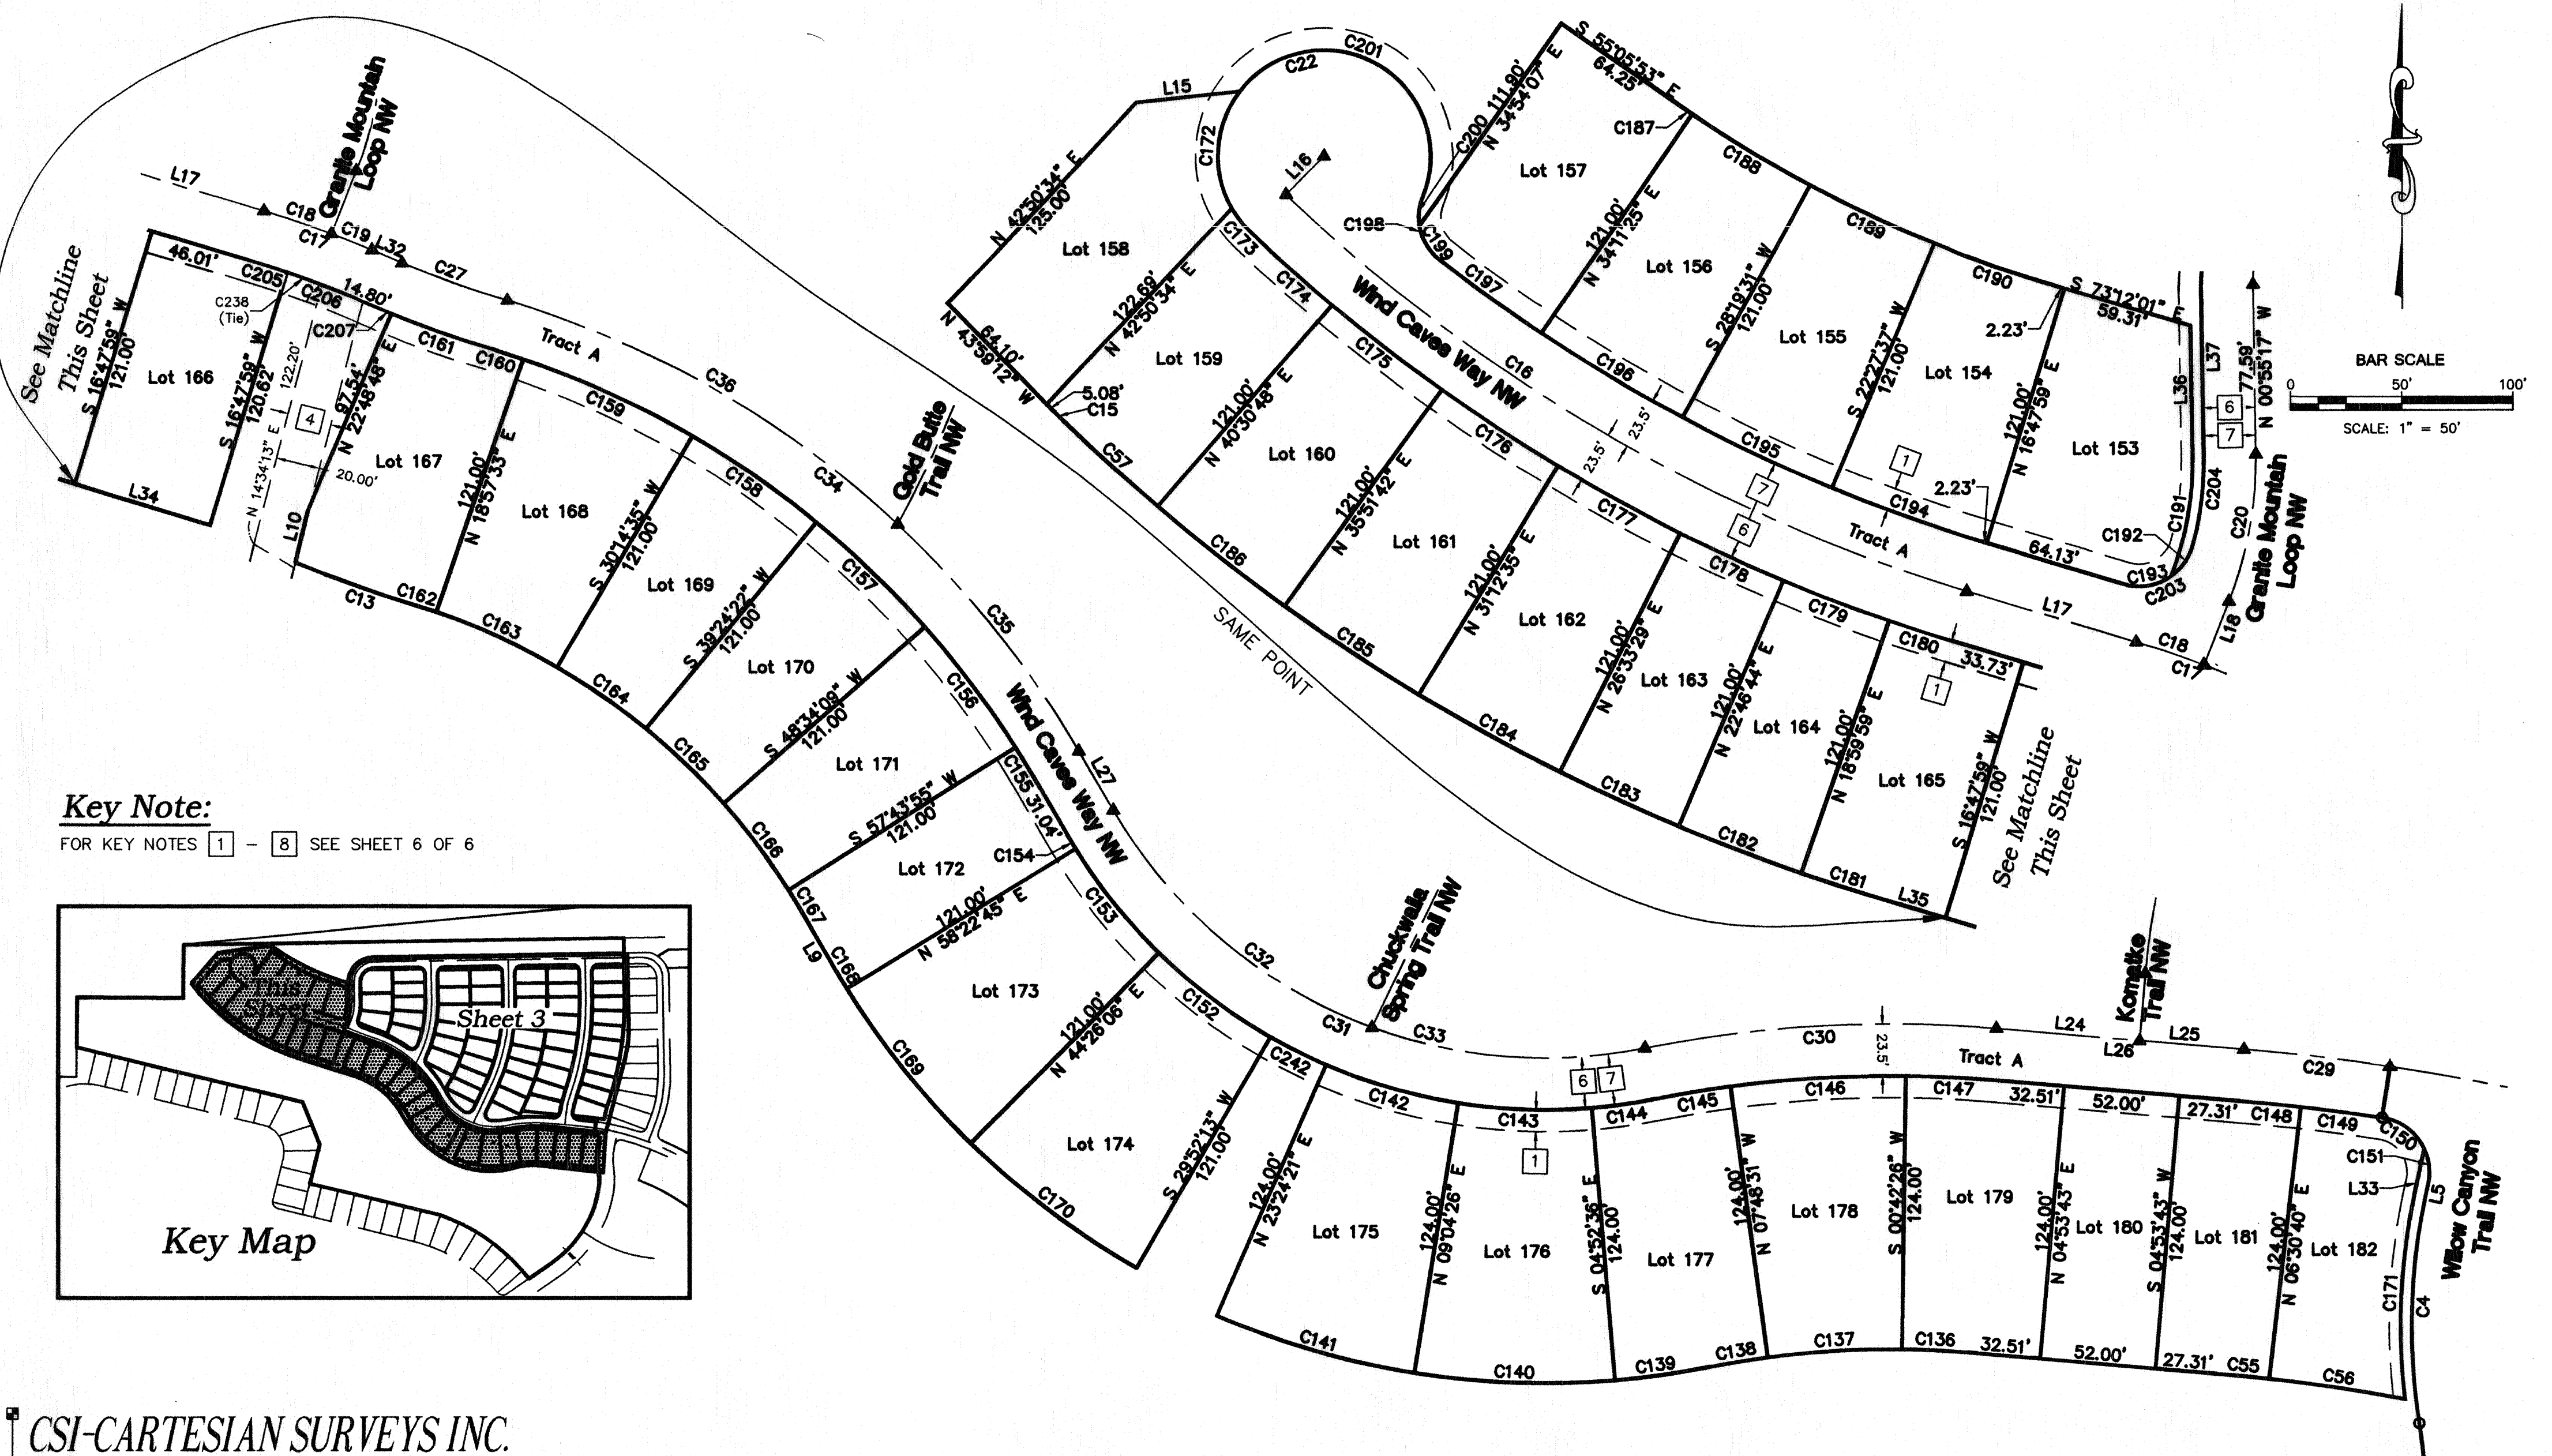 L17
Granite Mountain
Loop NW
C18
C17
C19
L32
C27
See Matchline
This Sheet
46.01'
C205
C238
(Tie)
C206
14.80'
C207
C161
C160
Tract A
C36
C34
Gold Butte
Trail NW
S 16°47'59" W
121.00'
Lot 166
S 16°47'59" W
120.62'
L34
122.20'
N 14°34'13" E
4
20.00'
97.54'
N 22°48'48" E
L10
Lot 167
C13
C162
121.00'
N 18°57'33" E
C159
Lot 168
C163
S 30°14'35" W
121.00'
C158
Lot 169
C164
S 39°24'22" W
121.00'
C157
Lot 170
C165
S 48°34'09" W
121.00'
C156
Lot 171
C166
S 57°43'55" W
121.00'
C155
31.04'
C154
Lot 172
C167
L9
C168
121.00'
N 58°22'45" E
C153
Lot 173
C169
121.00'
N 44°26'06" E
C152
Lot 174
C170
S 29°52'13" W
121.00'
C35
Wind Caves Way NW
L27
C32
C31
Chuckwalla
Spring Trail NW
C33
C242
124.00'
N 23°24'21" E
C142
Lot 175
C141
124.00'
N 09°04'26" E
C143
1
Lot 176
C140
S 04°52'36" E
124.00'
6
7
C144
C145
Lot 177
C139
C138
124.00'
N 07°48'31" W
C30
23.5'
C146
Lot 178
C137
S 00°42'26" W
124.00'
Tract A
C147
32.51'
Lot 179
C136
32.51'
124.00'
N 04°53'43" E
L24
Komatke
Trail NW
L26
L25
52.00'
Lot 180
52.00'
S 04°53'43" W
124.00'
27.31'
C148
Lot 181
27.31'
C55
124.00'
N 06°30'40" E
C29
C149
C150
C151
L33
L5
Lot 182
C171
C4
C56
Willow Canyon
Trail NW
L15
C201
C22
C172
L16
N 42°50'34" E
125.00'
Lot 158
N 43°59'12" W
64.10'
122.69'
N 42°50'34" E
5.08'
C15
C173
C174
Lot 159
C57
121.00'
N 40°30'48" E
C175
Lot 160
C186
121.00'
N 35°51'42" E
C176
Lot 161
C185
121.00'
N 31°12'35" E
C177
Lot 162
C184
121.00'
N 26°33'29" E
C178
Lot 163
C183
121.00'
N 22°46'44" E
C179
Lot 164
C182
121.00'
N 18°59'59" E
C180
33.73'
1
Lot 165
C181
L35
S 16°47'59" W
121.00'
See Matchline
This Sheet
SAME POINT
Wind Caves Way NW
C16
23.5'
23.5'
7
6
Tract A
L17
C18
C17
L18
S 55°05'53" E
64.25'
C200
111.90'
N 34°54'07" E
C198
C199
C197
Lot 157
C187
C188
121.00'
N 34°11'25" E
Lot 156
C196
S 28°19'31" W
121.00'
C189
Lot 155
C195
S 22°27'37" W
121.00'
C190
Lot 154
1
C194
2.23'
2.23'
121.00'
N 16°47'59" E
S 73°12'01" E
59.31'
Lot 153
64.13'
C193
C203
C192
C191
C204
C20
L36
L37
6
7
77.59'
N 00°55'17" W
Granite Mountain
Loop NW
BAR SCALE
0 50' 100'
SCALE: 1" = 50'
Key Note:
FOR KEY NOTES 1 - 8 SEE SHEET 6 OF 6
This
Sheet
Sheet 3
Key Map
CSI-CARTESIAN SURVEYS INC.